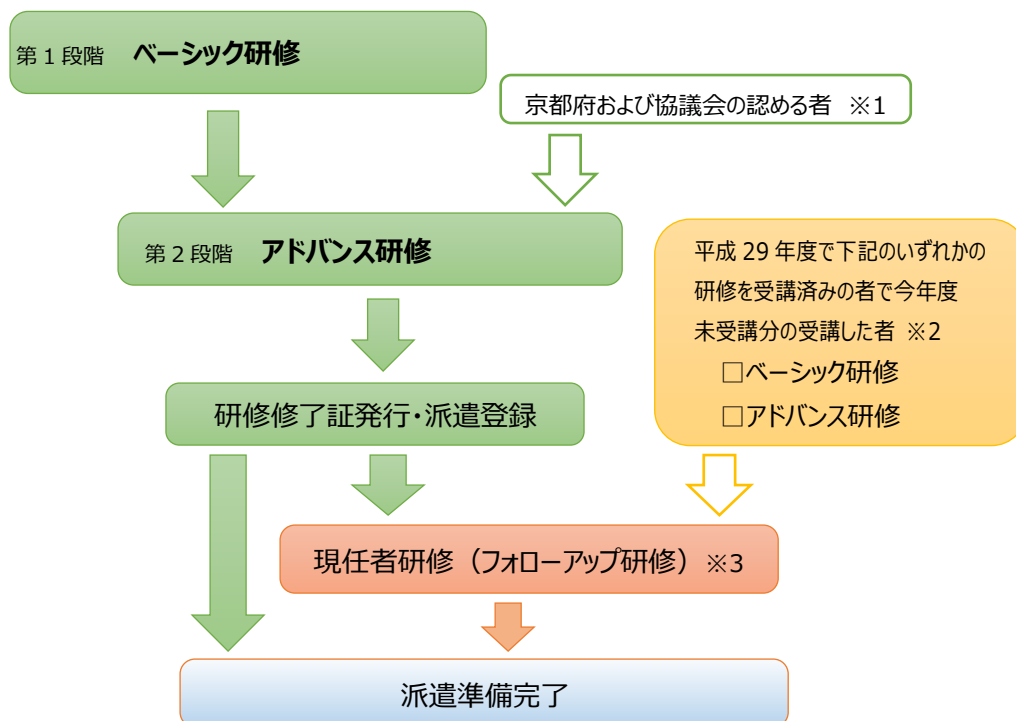 第1段階 ベーシック研修
京都府および協議会の認める者 ※1
第2段階 アドバンス研修
平成 29 年度で下記のいずれかの
研修を受講済みの者で今年度
未受講分の受講した者 ※2
□ベーシック研修
□アドバンス研修
研修修了証発行・派遣登録
現任者研修（フォローアップ研修）※3
派遣準備完了